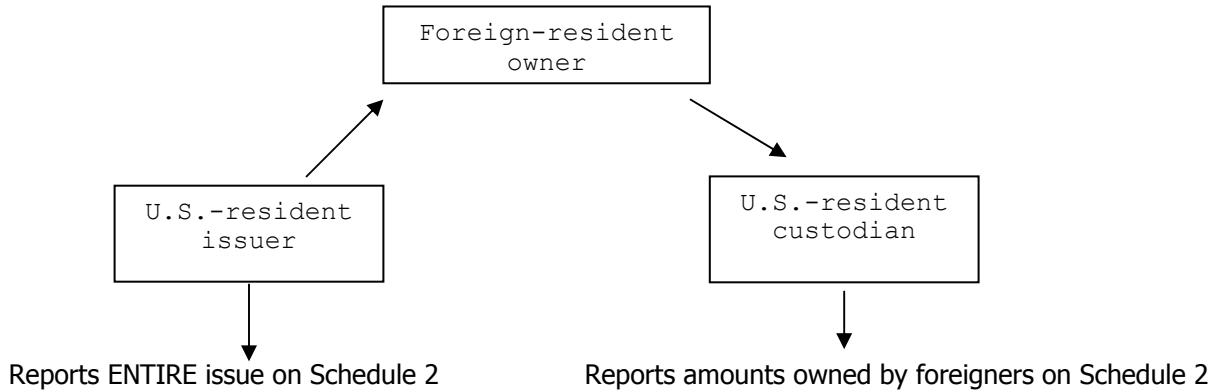 Foreign-resident
owner
U.S.-resident
issuer
U.S.-resident
custodian
Reports ENTIRE issue on Schedule 2
Reports amounts owned by foreigners on Schedule 2